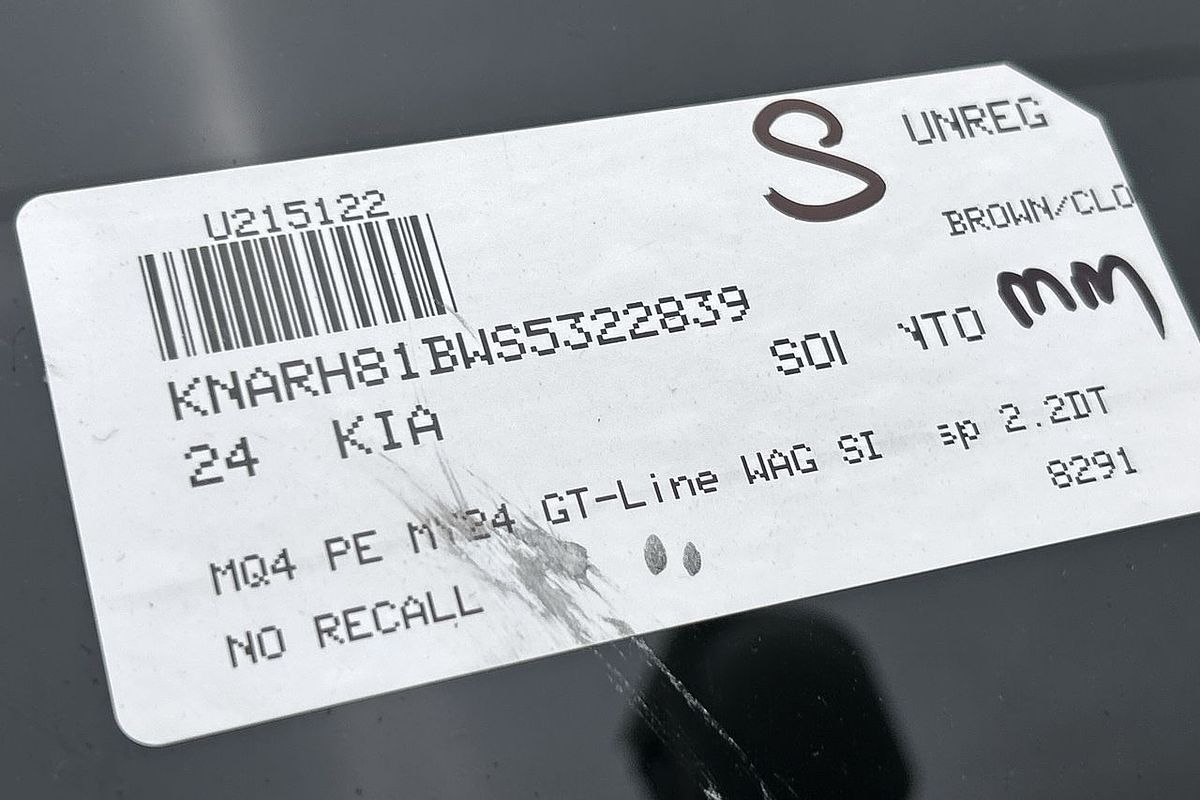 S UNREG
U215122
BROWN/CLO
KNARH81BWS5322839
SOI YTO MM
24 KIA
MQ4 PE MY24 GT-Line WAG SI sp 2.2DT
8291
NO RECALL